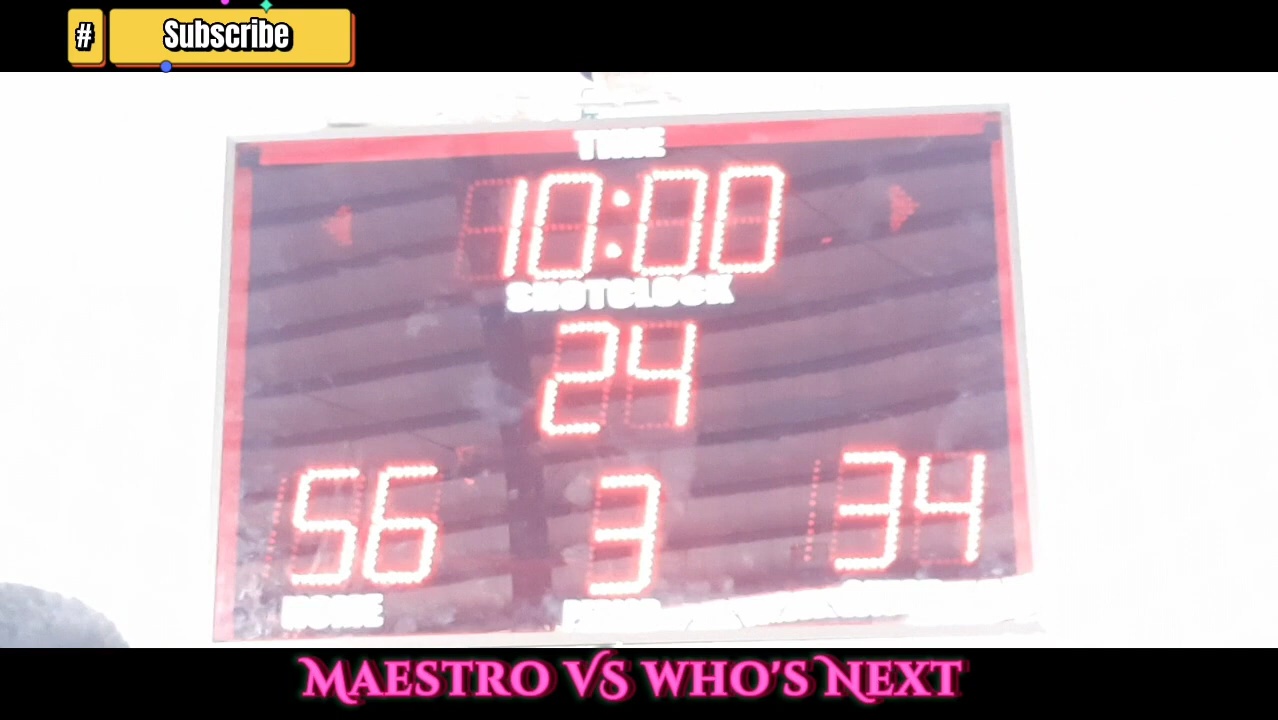 # Subscribe
TIME
10:00
SHOTCLOCK
24
56 3 34
HOME
MAESTRO VS WHO'S NEXT